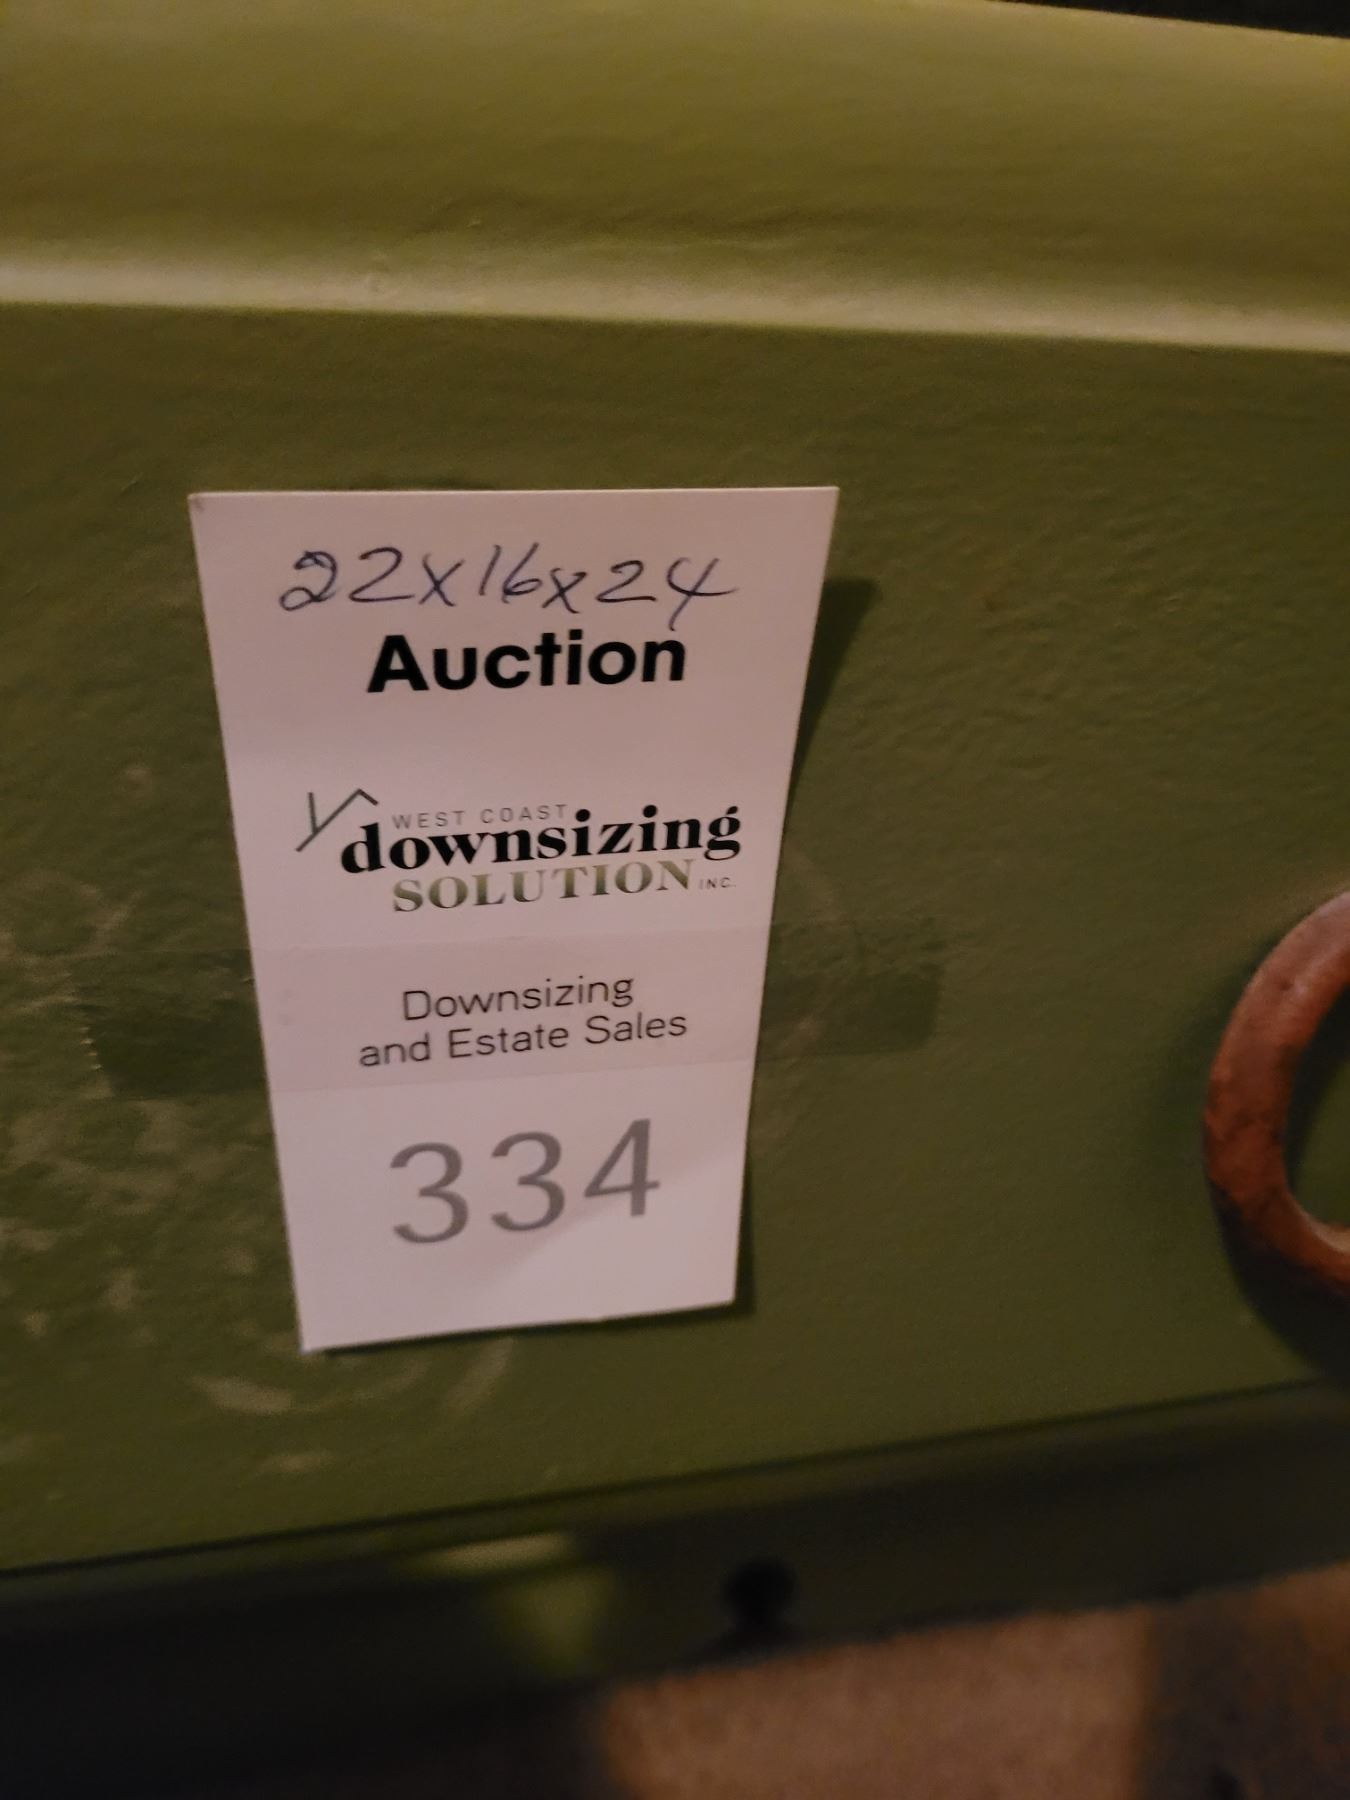 22x16x24
Auction
WEST COAST
downsizing
SOLUTION INC.
Downsizing
and Estate Sales
334